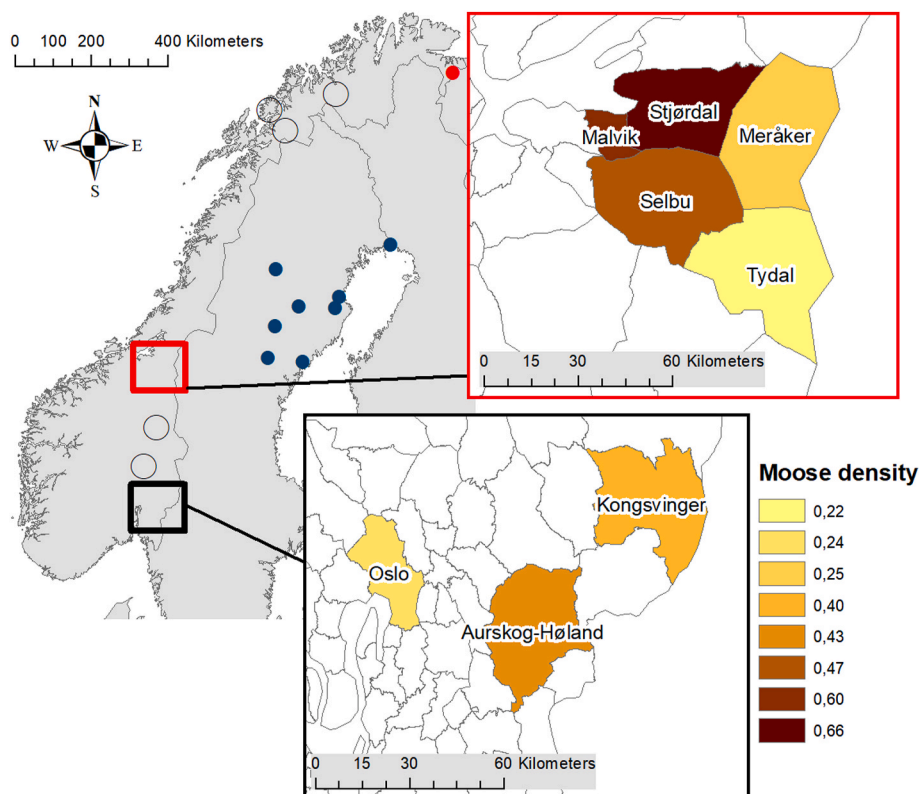 0 100 200 400 Kilometers
N
W E
S
Stjørdal
Malvik
Meråker
Selbu
Tydal
0 15 30 60 Kilometers
Kongsvinger
Oslo
Aurskog-Høland
0 15 30 60 Kilometers
Moose density
0,22
0,24
0,25
0,40
0,43
0,47
0,60
0,66